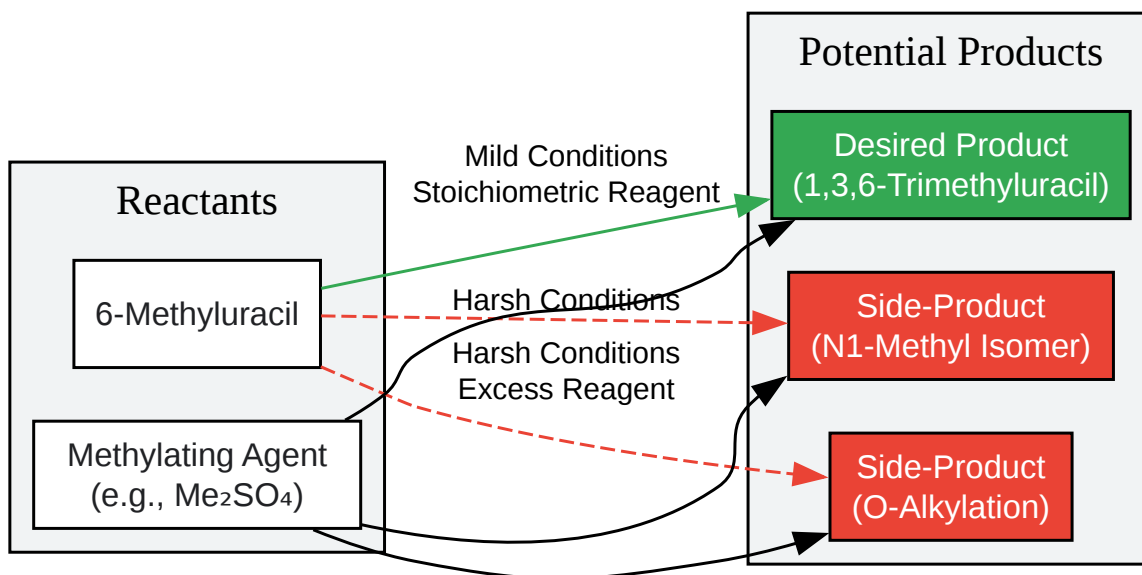 Potential Products
Desired Product
(1,3,6-Trimethyluracil)
Mild Conditions
Stoichiometric Reagent
Reactants
6-Methyluracil
Harsh Conditions
Side-Product
(N1-Methyl Isomer)
Harsh Conditions
Excess Reagent
Methylating Agent
(e.g., Me₂SO₄)
Side-Product
(O-Alkylation)